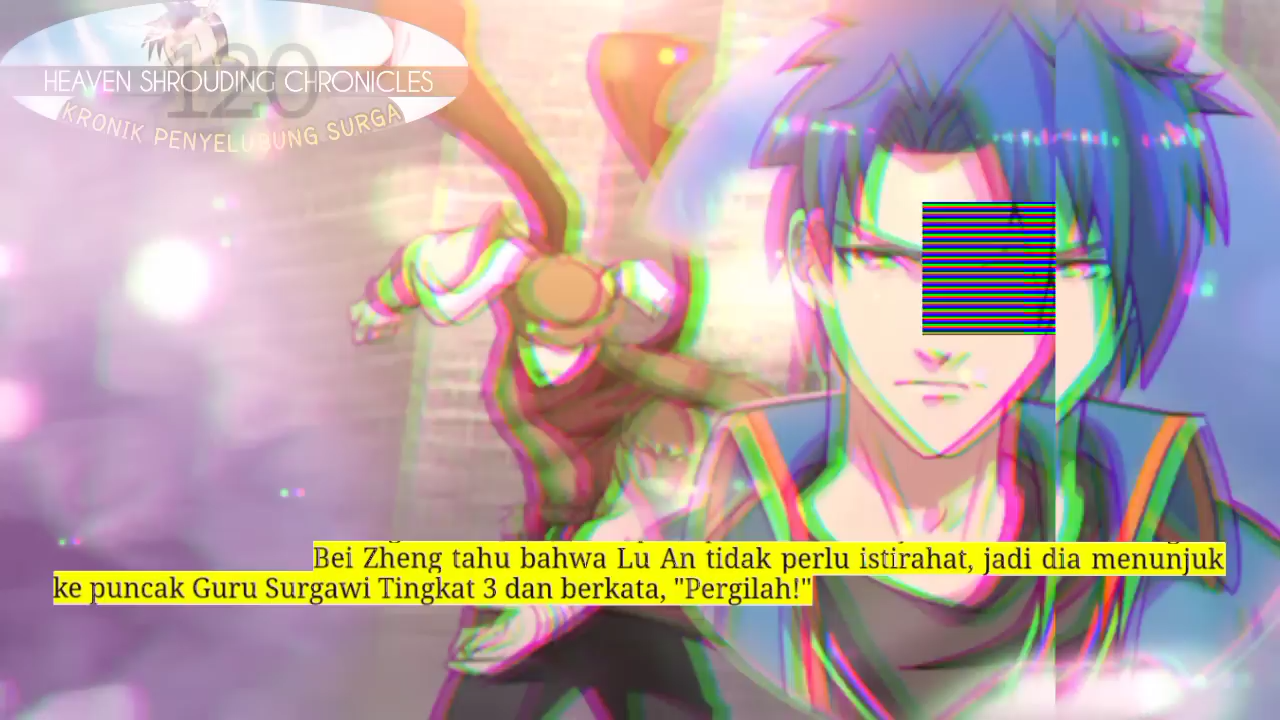 120
HEAVEN SHROUDING CHRONICLES
KRONIK PENYELUBUNG SURGA
Bei Zheng tahu bahwa Lu An tidak perlu istirahat, jadi dia menunjuk
ke puncak Guru Surgawi Tingkat 3 dan berkata, "Pergilah!"